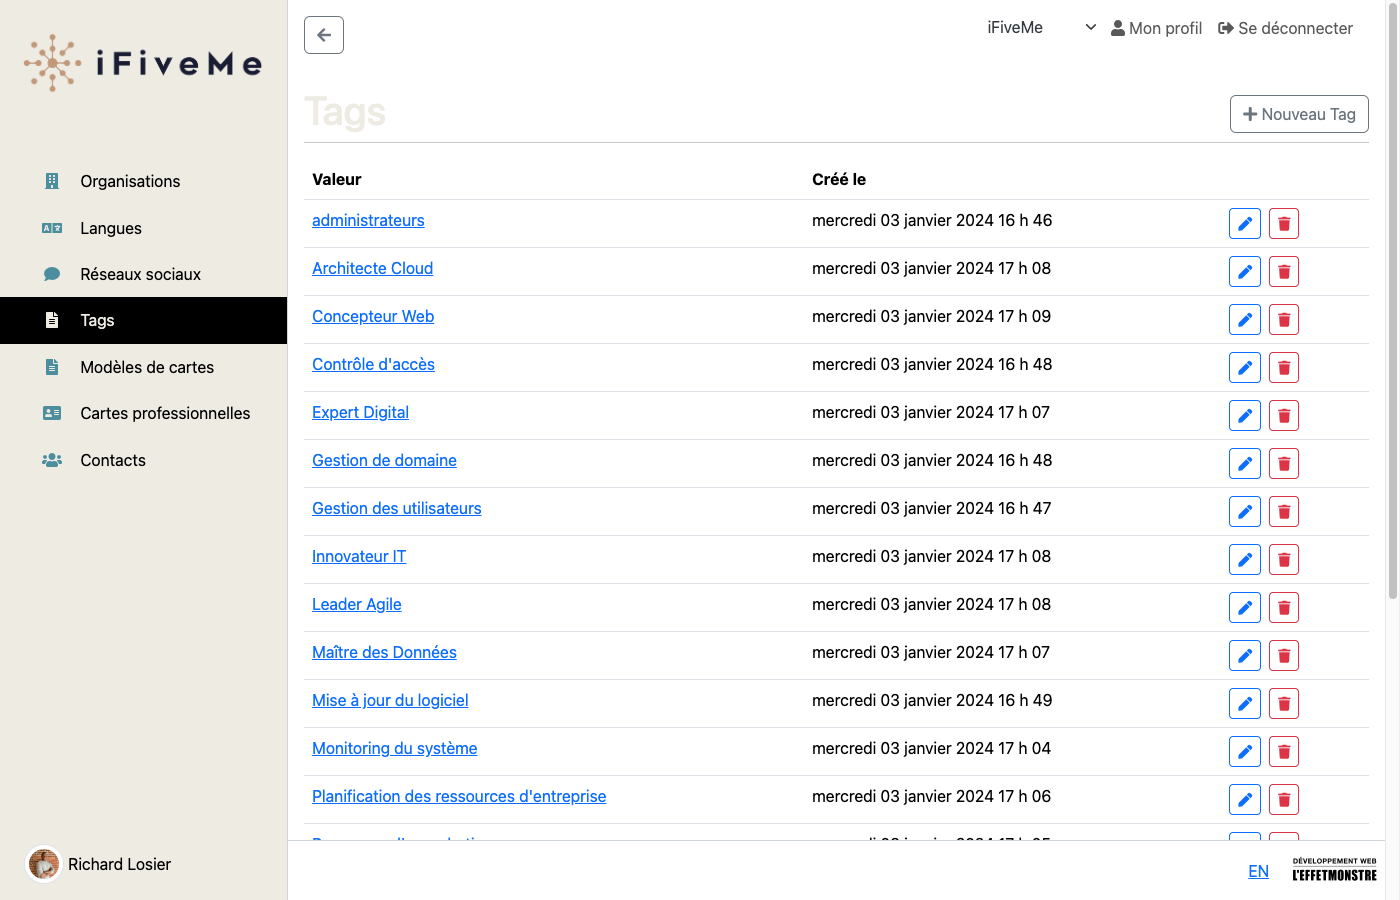 iFiveMe
iFiveMe
Mon profil
Se déconnecter
Tags
Nouveau Tag
Organisations
Langues
Réseaux sociaux
Tags
Modèles de cartes
Cartes professionnelles
Contacts
Valeur Créé le
administrateurs mercredi 03 janvier 2024 16 h 46
Architecte Cloud mercredi 03 janvier 2024 17 h 08
Concepteur Web mercredi 03 janvier 2024 17 h 09
Contrôle d'accès mercredi 03 janvier 2024 16 h 48
Expert Digital mercredi 03 janvier 2024 17 h 07
Gestion de domaine mercredi 03 janvier 2024 16 h 48
Gestion des utilisateurs mercredi 03 janvier 2024 16 h 47
Innovateur IT mercredi 03 janvier 2024 17 h 08
Leader Agile mercredi 03 janvier 2024 17 h 08
Maître des Données mercredi 03 janvier 2024 17 h 07
Mise à jour du logiciel mercredi 03 janvier 2024 16 h 49
Monitoring du système mercredi 03 janvier 2024 17 h 04
Planification des ressources d'entreprise mercredi 03 janvier 2024 17 h 06
Richard Losier
EN
DÉVELOPPEMENT WEB
L'EFFETMONSTRE